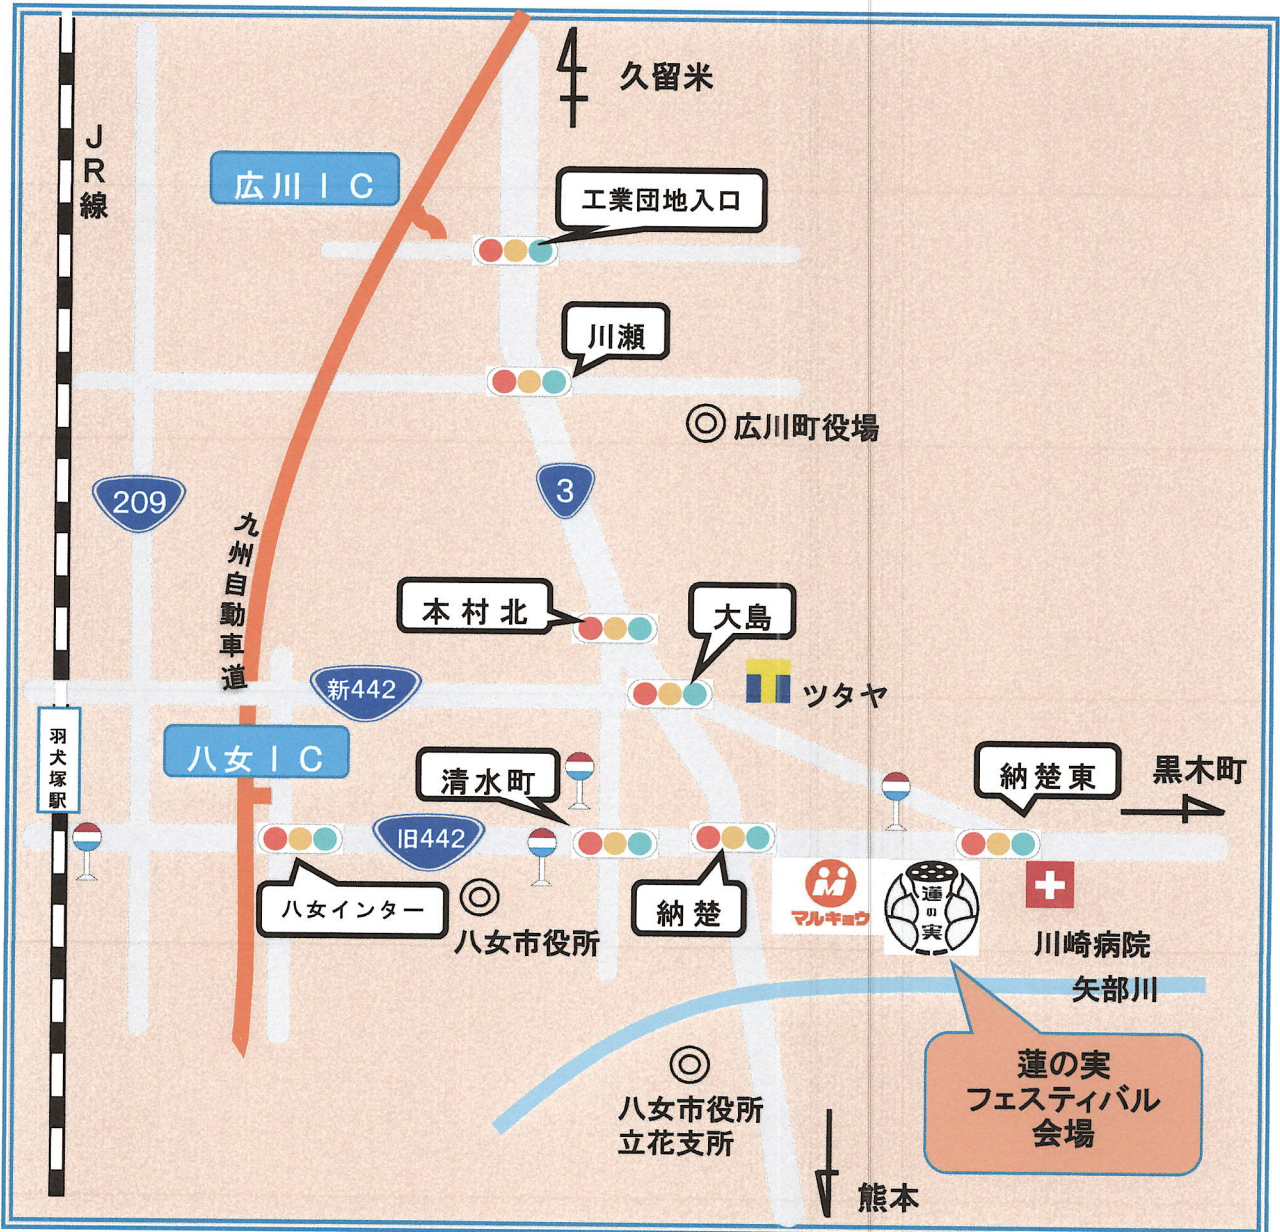 久留米
JR線
広川IC
工業団地入口
川瀬
広川町役場
209
3
九州自動車道
本村北
大島
新442
ツタヤ
羽犬塚駅
八女IC
清水町
納楚東
黒木町
旧442
八女インター
八女市役所
納楚
マルキョウ
蓮の実
川崎病院
矢部川
蓮の実
フェスティバル
会場
八女市役所
立花支所
熊本